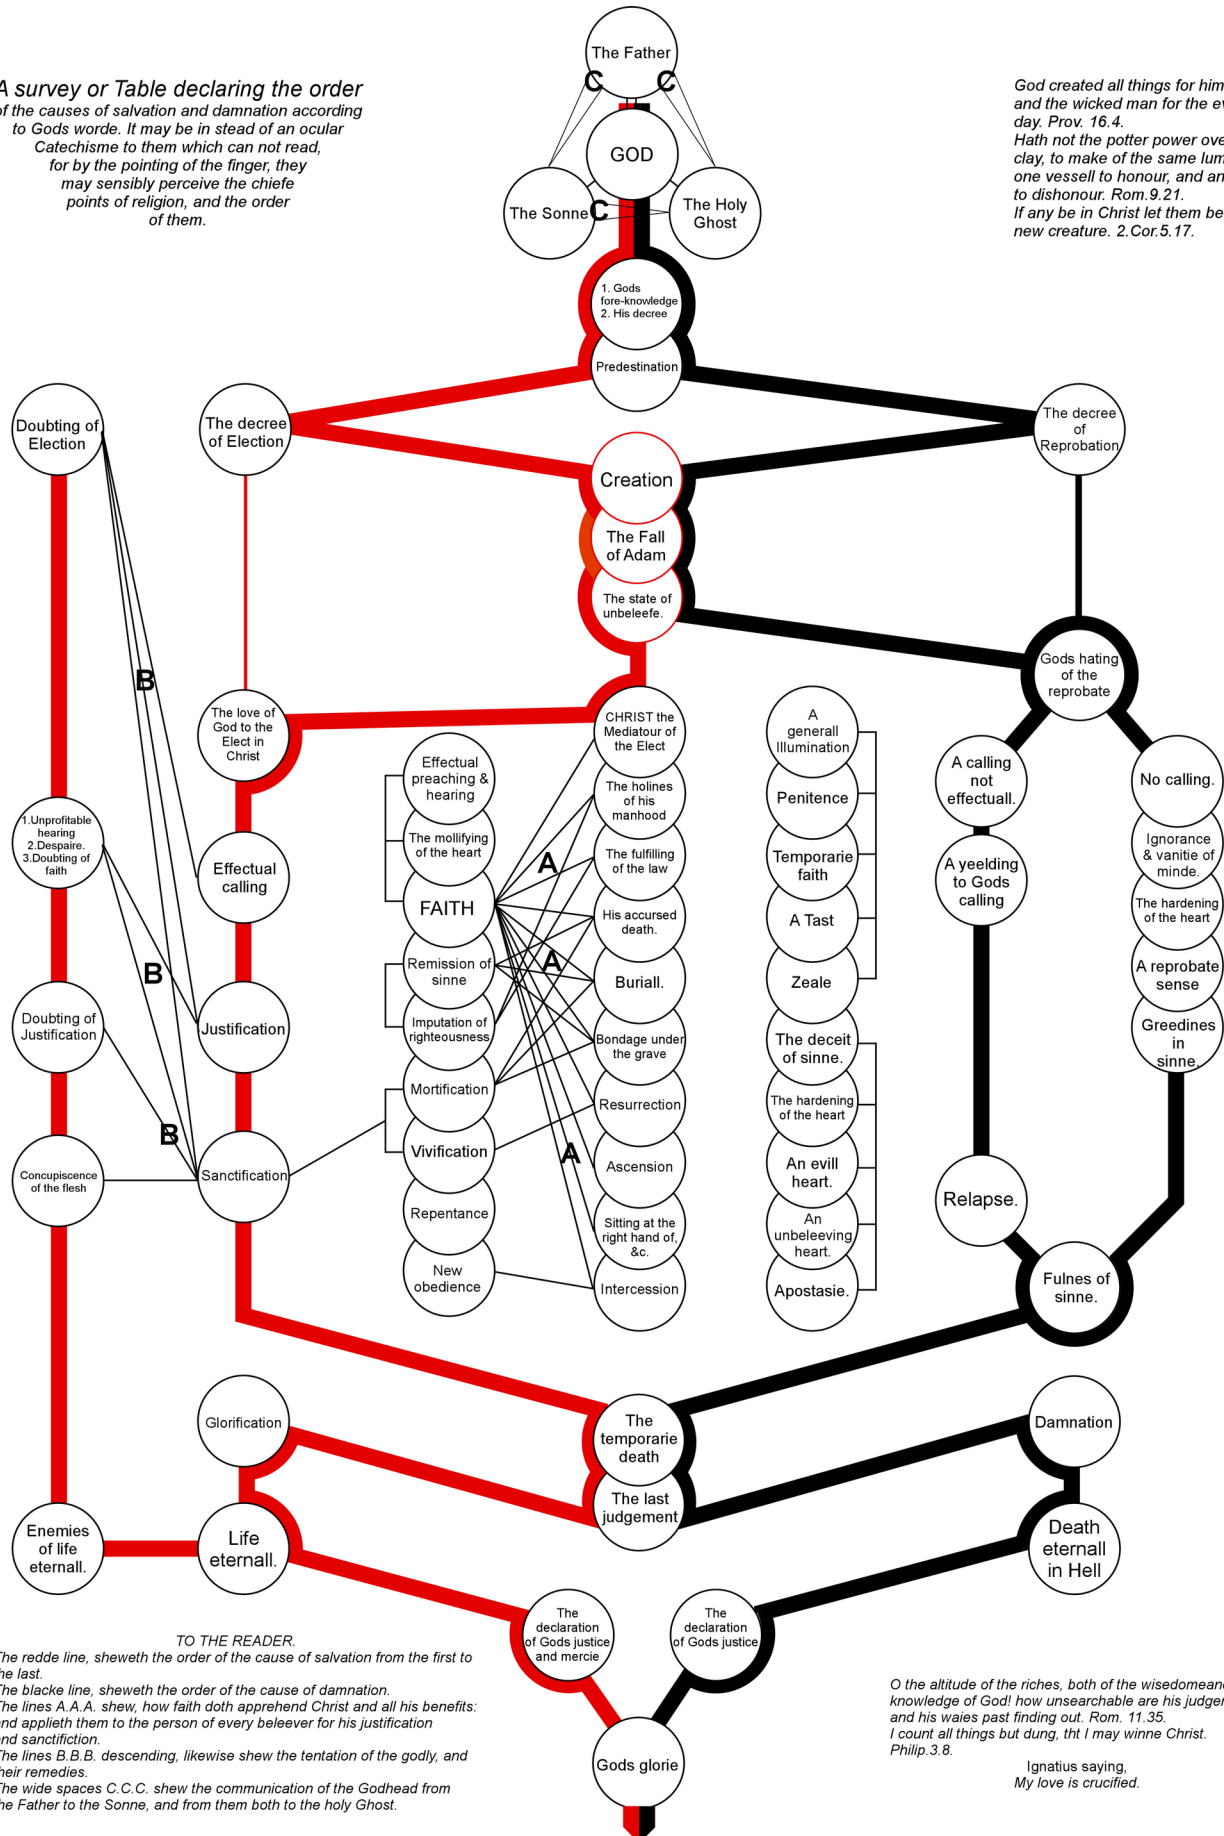 A survey or Table declaring the order
of the causes of salvation and damnation according
to Gods worde. It may be in stead of an ocular
Catechisme to them which can not read,
for by the pointing of the finger, they
may sensibly perceive the chiefe
points of religion, and the order
of them.
God created all things for him
and the wicked man for the
day. Prov. 16.4.
Hath not the potter power
clay, to make of the same
one vessell to honour, and
to dishonour. Rom.9.21.
If any be in Christ let them be
new creature. 2.Cor.5.17.
The Father
C
C
GOD
The Sonne
C
The Holy
Ghost
1. Gods
fore-knowledge
2. His decree
Predestination
Doubting of
Election
The decree
of Election
The decree
of
Reprobation
Creation
The Fall
of Adam
The state of
unbeleefe.
B
Gods hating
of the
reprobate
The love of
God to the
Elect in
Christ
CHRIST the
Mediatour of
the Elect
A
generall
Illumination
Effectual
preaching &
hearing
The holines
of his
manhood
Penitence
A calling
not
effectuall.
No calling.
1.Unprofitable
hearing
2.Despaire.
3.Doubting of
faith
Effectual
calling
The mollifying
of the heart
A
The fulfilling
of the law
Temporarie
faith
A yeelding
to Gods
calling
Ignorance
& vanitie of
minde.
FAITH
His accursed
death.
A Tast
The hardening
of the heart
B
Remission of
sinne
A
Buriall.
Zeale
A reprobate
sense
Doubting of
Justification
Justification
Imputation of
righteousness
Bondage under
the grave
The deceit
of sinne.
Greedines
in
sinne.
Mortification
Resurrection
The hardening
of the heart
B
Concupiscence
of the flesh
Sanctification
Vivification
A
Ascension
An evill
heart.
Relapse.
Repentance
Sitting at the
right hand of,
&c.
An
unbeleeving
heart.
New
obedience
Intercession
Apostasie.
Fulnes of
sinne.
Glorification
The
temporarie
death
Damnation
The last
judgement
Enemies
of life
eternall.
Life
eternall.
Death
eternall
in Hell
The
declaration
of Gods justice
and mercie
The
declaration
of Gods justice
Gods glorie
TO THE READER.
The redde line, sheweth the order of the cause of salvation from the first to
the last.
The blacke line, sheweth the order of the cause of damnation.
The lines A.A.A. shew, how faith doth apprehend Christ and all his benefits:
and applieth them to the person of every beleever for his justification
and sanctifiction.
The lines B.B.B. descending, likewise shew the tentation of the godly, and
their remedies.
The wide spaces C.C.C. shew the communication of the Godhead from
the Father to the Sonne, and from them both to the holy Ghost.
O the altitude of the riches, both of the wisedomeand
knowledge of God! how unsearchable are his
and his waies past finding out. Rom. 11.35.
I count all things but dung, tht I may winne Christ.
Philip.3.8.
Ignatius saying,
My love is crucified.